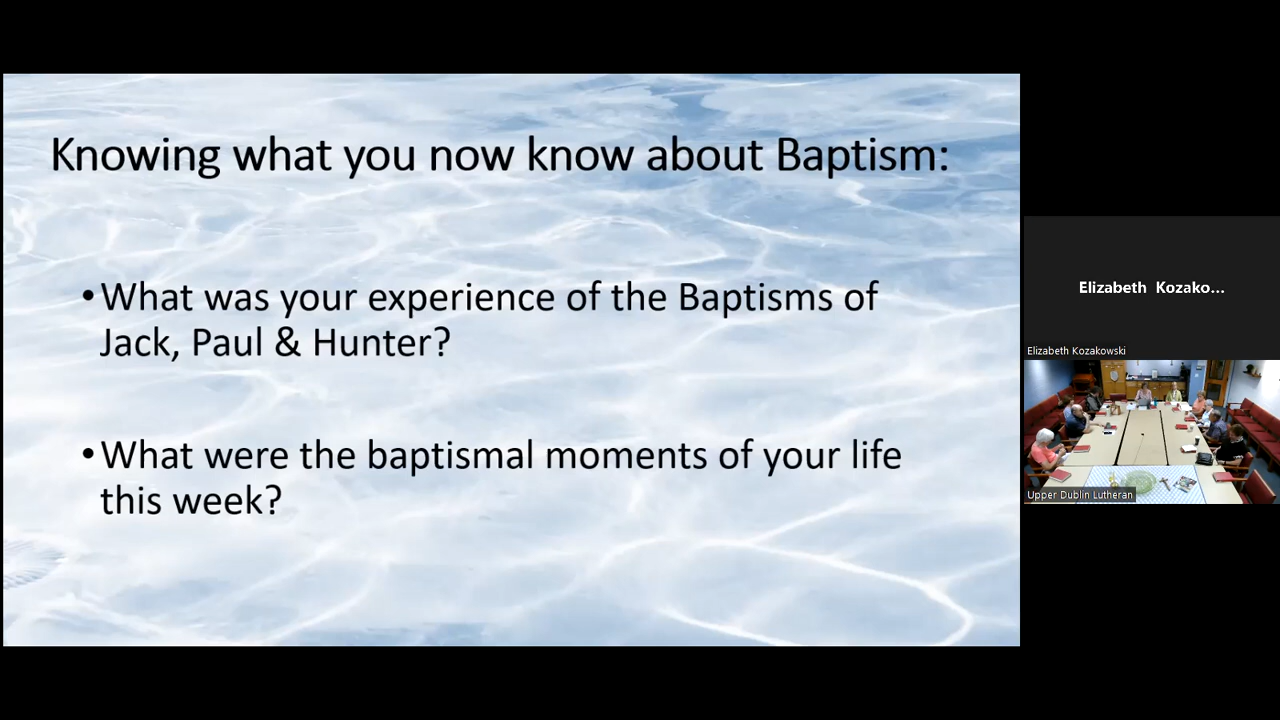 Knowing what you now know about Baptism:
•What was your experience of the Baptisms of
Jack, Paul & Hunter?
•What were the baptismal moments of your life
this week?
Elizabeth Kozako...
Elizabeth Kozakowski
Upper Dublin Lutheran